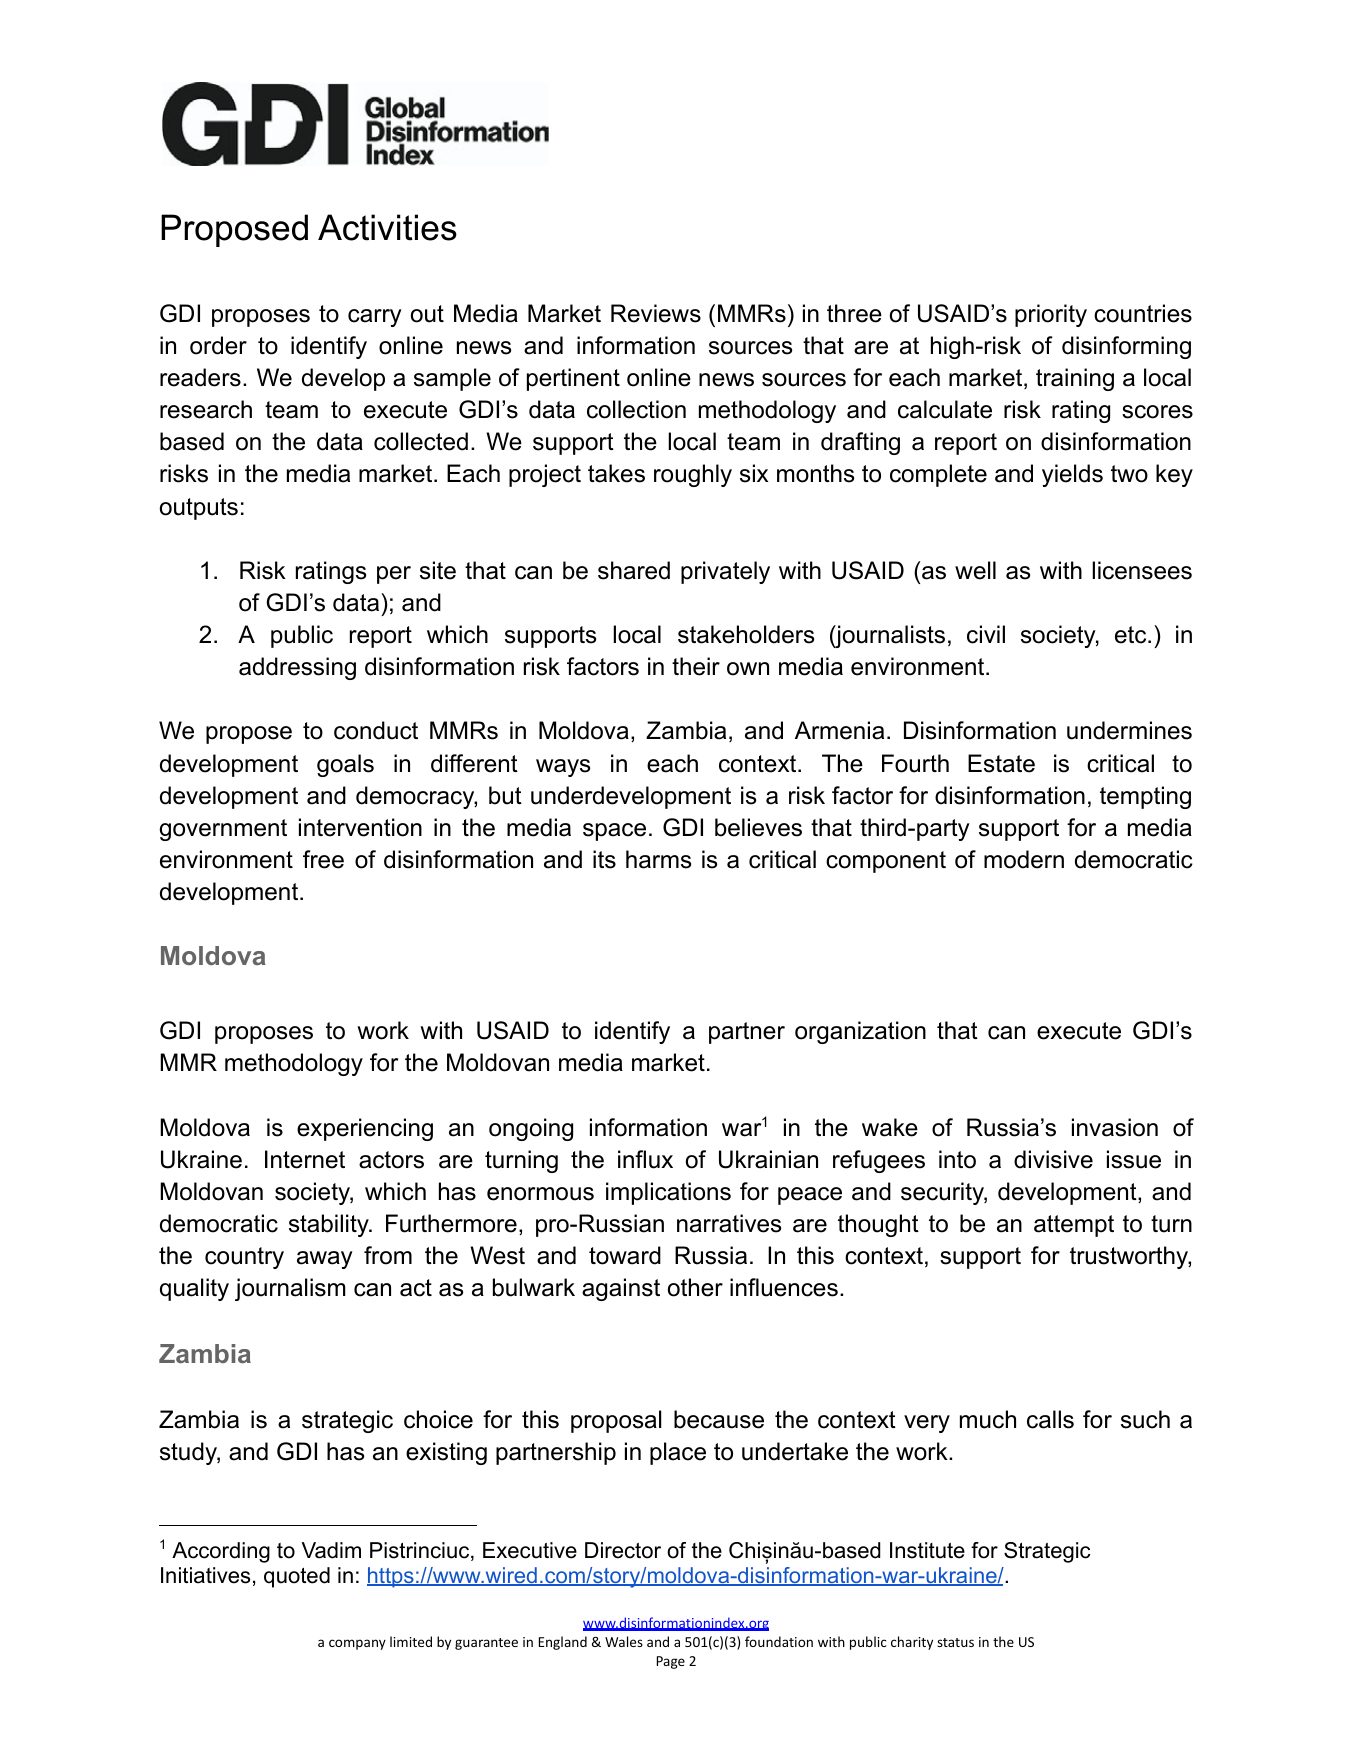 GDI Global
Disinformation
Index
Proposed Activities
GDI proposes to carry out Media Market Reviews (MMRs) in three of USAID’s priority countries
in order to identify online news and information sources that are at high-risk of disinforming
readers. We develop a sample of pertinent online news sources for each market, training a local
research team to execute GDI’s data collection methodology and calculate risk rating scores
based on the data collected. We support the local team in drafting a report on disinformation
risks in the media market. Each project takes roughly six months to complete and yields two key
outputs:
1. Risk ratings per site that can be shared privately with USAID (as well as with licensees
of GDI’s data); and
2. A public report which supports local stakeholders (journalists, civil society, etc.) in
addressing disinformation risk factors in their own media environment.
We propose to conduct MMRs in Moldova, Zambia, and Armenia. Disinformation undermines
development goals in different ways in each context. The Fourth Estate is critical to
development and democracy, but underdevelopment is a risk factor for disinformation, tempting
government intervention in the media space. GDI believes that third-party support for a media
environment free of disinformation and its harms is a critical component of modern democratic
development.
Moldova
GDI proposes to work with USAID to identify a partner organization that can execute GDI’s
MMR methodology for the Moldovan media market.
Moldova is experiencing an ongoing information war¹ in the wake of Russia’s invasion of
Ukraine. Internet actors are turning the influx of Ukrainian refugees into a divisive issue in
Moldovan society, which has enormous implications for peace and security, development, and
democratic stability. Furthermore, pro-Russian narratives are thought to be an attempt to turn
the country away from the West and toward Russia. In this context, support for trustworthy,
quality journalism can act as a bulwark against other influences.
Zambia
Zambia is a strategic choice for this proposal because the context very much calls for such a
study, and GDI has an existing partnership in place to undertake the work.
¹ According to Vadim Pistrinciuc, Executive Director of the Chișinău-based Institute for Strategic
Initiatives, quoted in: https://www.wired.com/story/moldova-disinformation-war-ukraine/.
www.disinformationindex.org
a company limited by guarantee in England & Wales and a 501(c)(3) foundation with public charity status in the US
Page 2